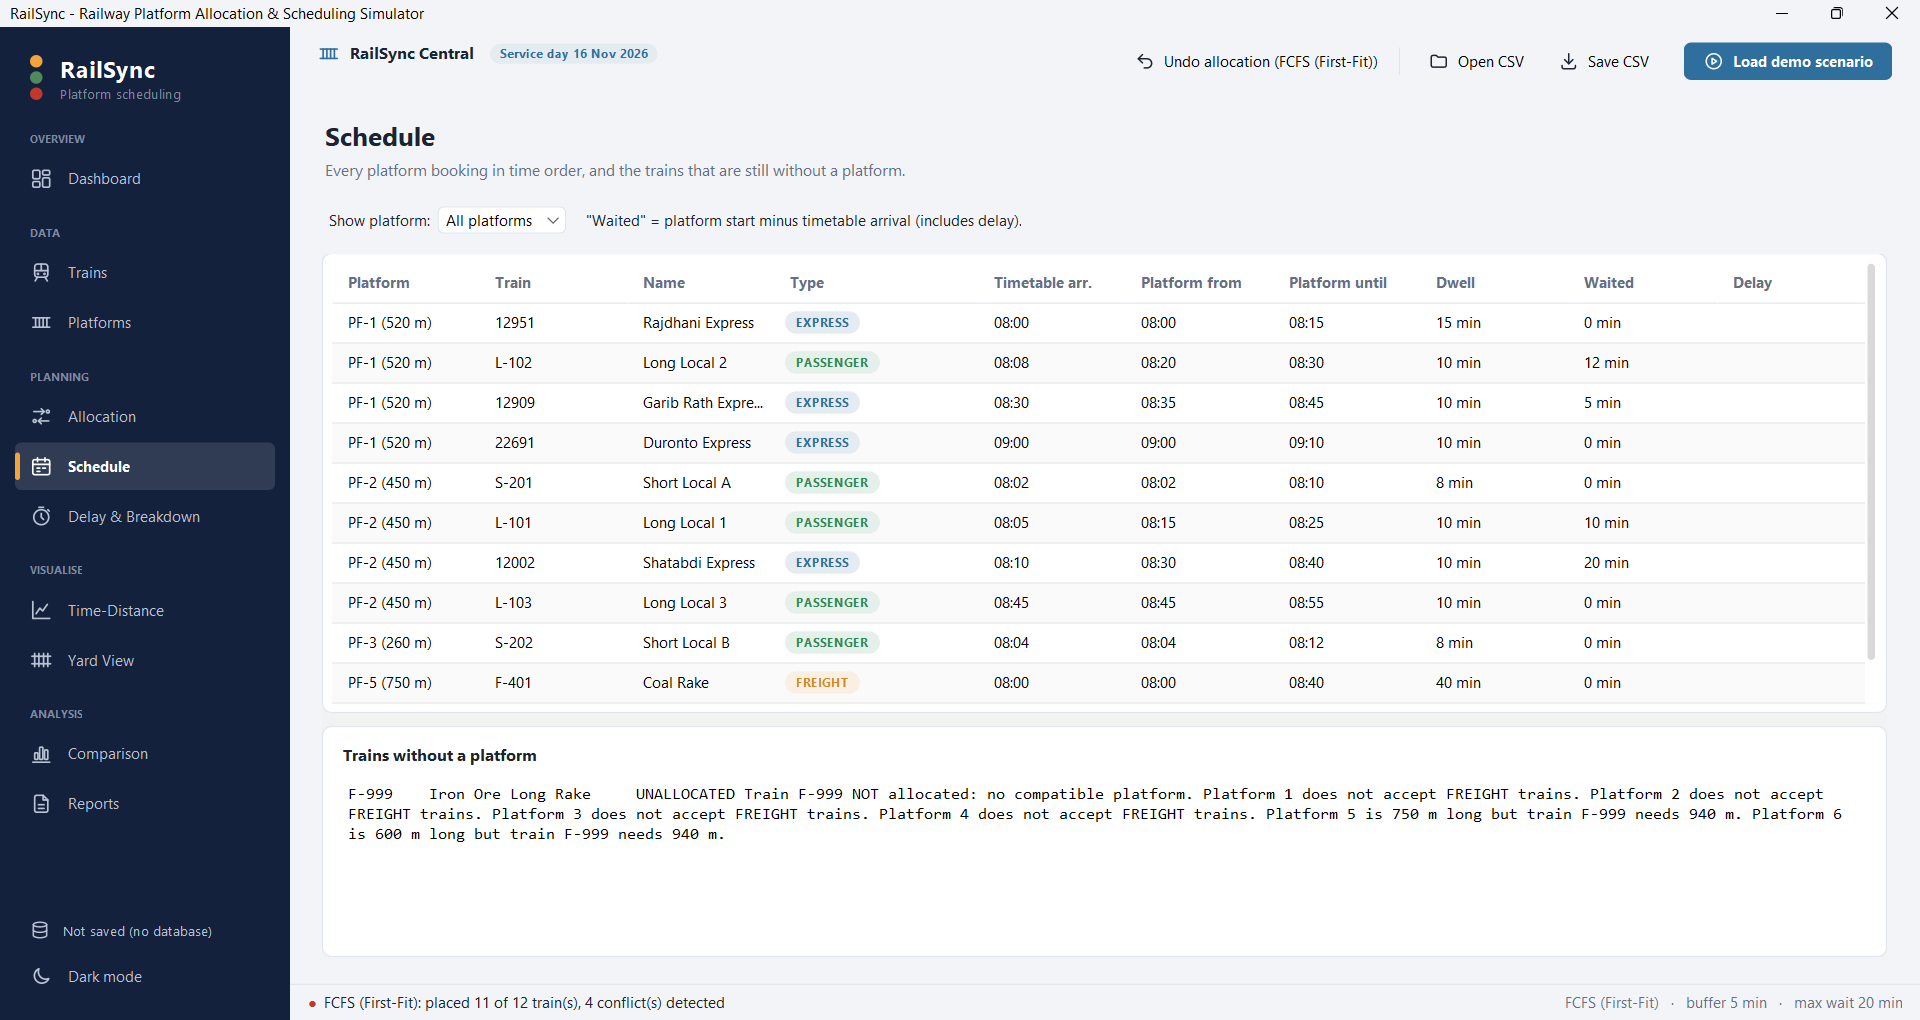 RailSync - Railway Platform Allocation & Scheduling Simulator
RailSync
Platform scheduling
OVERVIEW
Dashboard
DATA
Trains
Platforms
PLANNING
Allocation
Schedule
Delay & Breakdown
VISUALISE
Time-Distance
Yard View
ANALYSIS
Comparison
Reports
Not saved (no database)
Dark mode
RailSync Central Service day 16 Nov 2026
Undo allocation (FCFS (First-Fit)) Open CSV Save CSV Load demo scenario
Schedule
Every platform booking in time order, and the trains that are still without a platform.
Show platform: All platforms "Waited" = platform start minus timetable arrival (includes delay).
Platform Train Name Type Timetable arr. Platform from Platform until Dwell Waited Delay
PF-1 (520 m) 12951 Rajdhani Express EXPRESS 08:00 08:00 08:15 15 min 0 min
PF-1 (520 m) L-102 Long Local 2 PASSENGER 08:08 08:20 08:30 10 min 12 min
PF-1 (520 m) 12909 Garib Rath Expre... EXPRESS 08:30 08:35 08:45 10 min 5 min
PF-1 (520 m) 22691 Duronto Express EXPRESS 09:00 09:00 09:10 10 min 0 min
PF-2 (450 m) S-201 Short Local A PASSENGER 08:02 08:02 08:10 8 min 0 min
PF-2 (450 m) L-101 Long Local 1 PASSENGER 08:05 08:15 08:25 10 min 10 min
PF-2 (450 m) 12002 Shatabdi Express EXPRESS 08:10 08:30 08:40 10 min 20 min
PF-2 (450 m) L-103 Long Local 3 PASSENGER 08:45 08:45 08:55 10 min 0 min
PF-3 (260 m) S-202 Short Local B PASSENGER 08:04 08:04 08:12 8 min 0 min
PF-5 (750 m) F-401 Coal Rake FREIGHT 08:00 08:00 08:40 40 min 0 min
Trains without a platform
F-999 Iron Ore Long Rake UNALLOCATED Train F-999 NOT allocated: no compatible platform. Platform 1 does not accept FREIGHT trains. Platform 2 does not accept
FREIGHT trains. Platform 3 does not accept FREIGHT trains. Platform 4 does not accept FREIGHT trains. Platform 5 is 750 m long but train F-999 needs 940 m. Platform 6
is 600 m long but train F-999 needs 940 m.
FCFS (First-Fit): placed 11 of 12 train(s), 4 conflict(s) detected
FCFS (First-Fit) · buffer 5 min · max wait 20 min